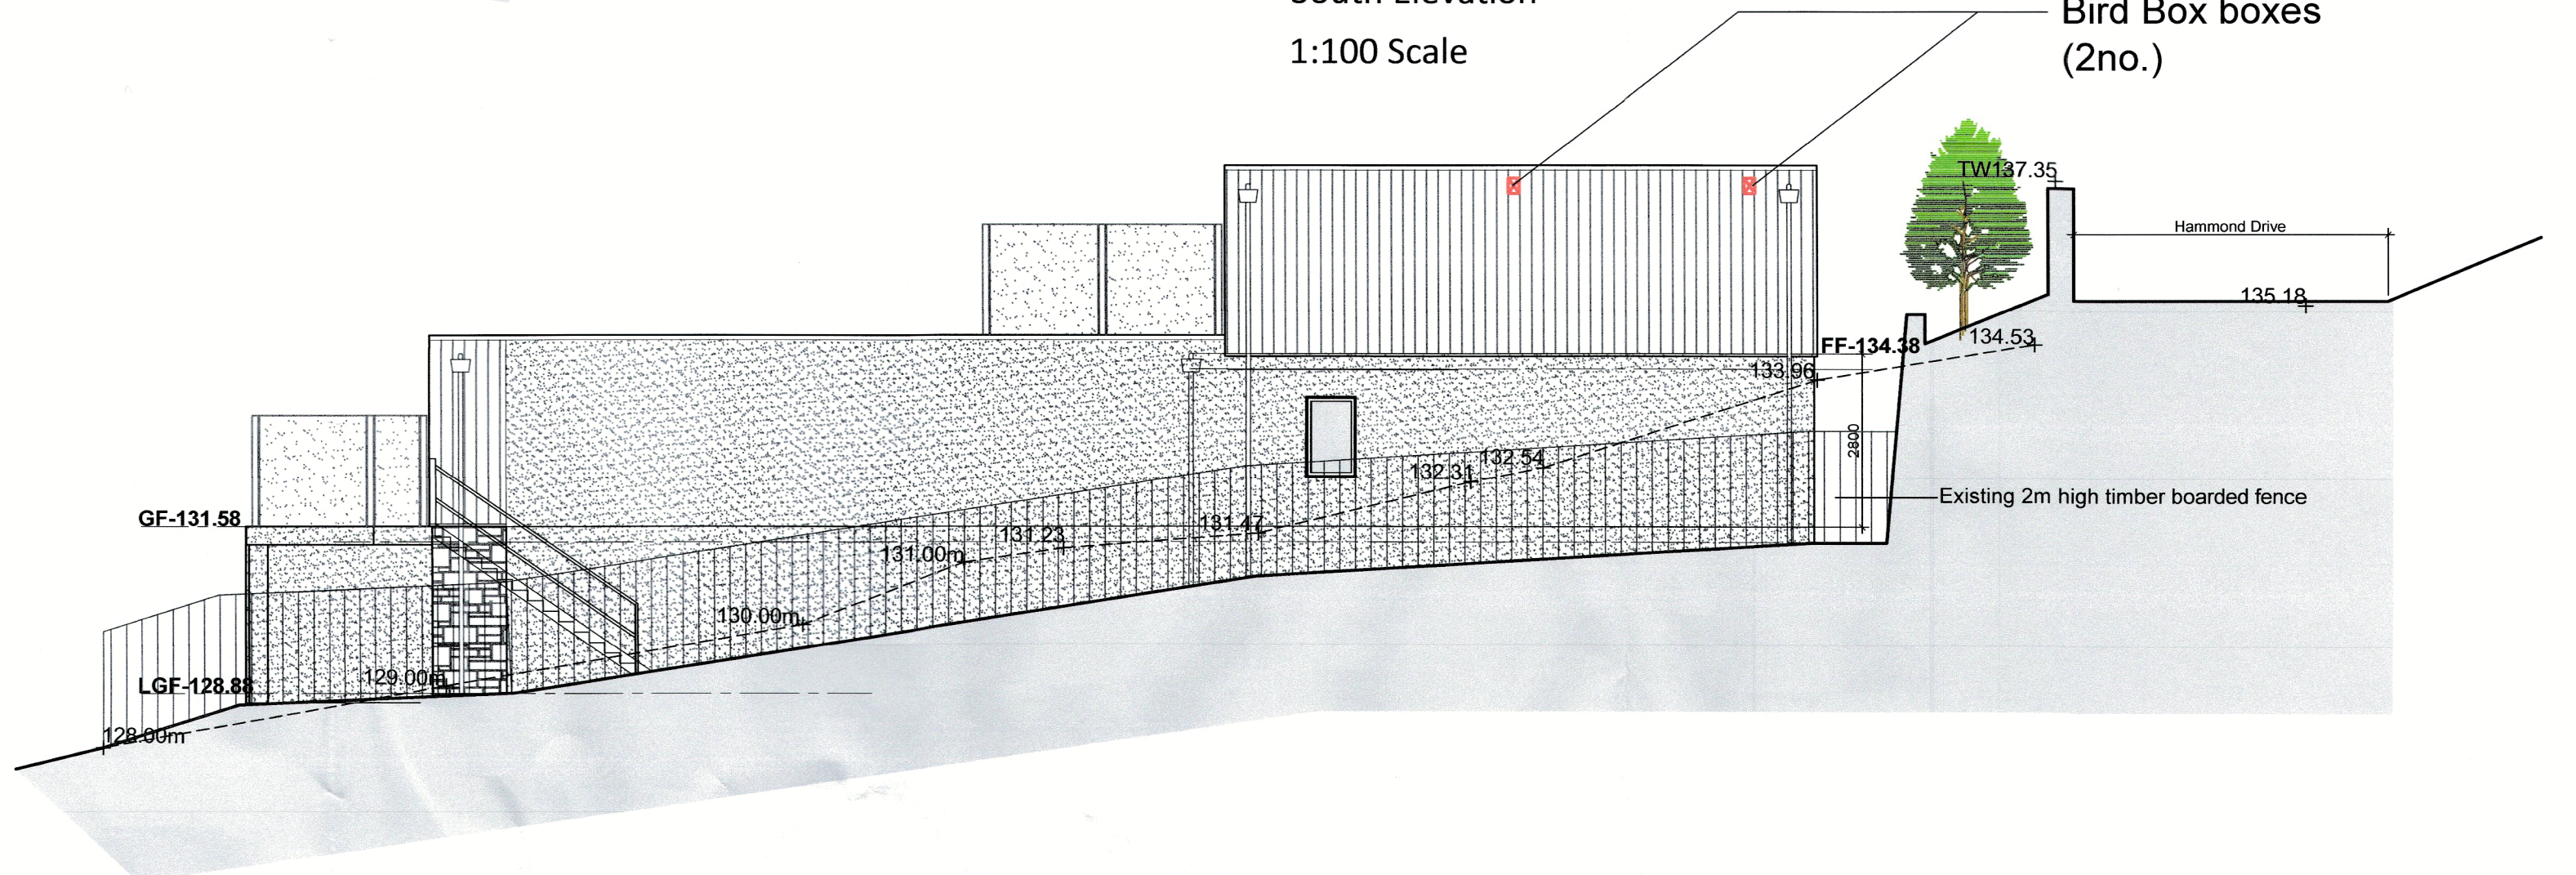 South Elevation
1:100 Scale
Bird Box boxes
(2no.)
TW137.35
Hammond Drive
135.18
134.53
FF-134.38
133.96
2800
132.54
132.31
Existing 2m high timber boarded fence
GF-131.58
131.47
131.23
131.00m
130.00m
129.00m
LGF-128.88
128.00m